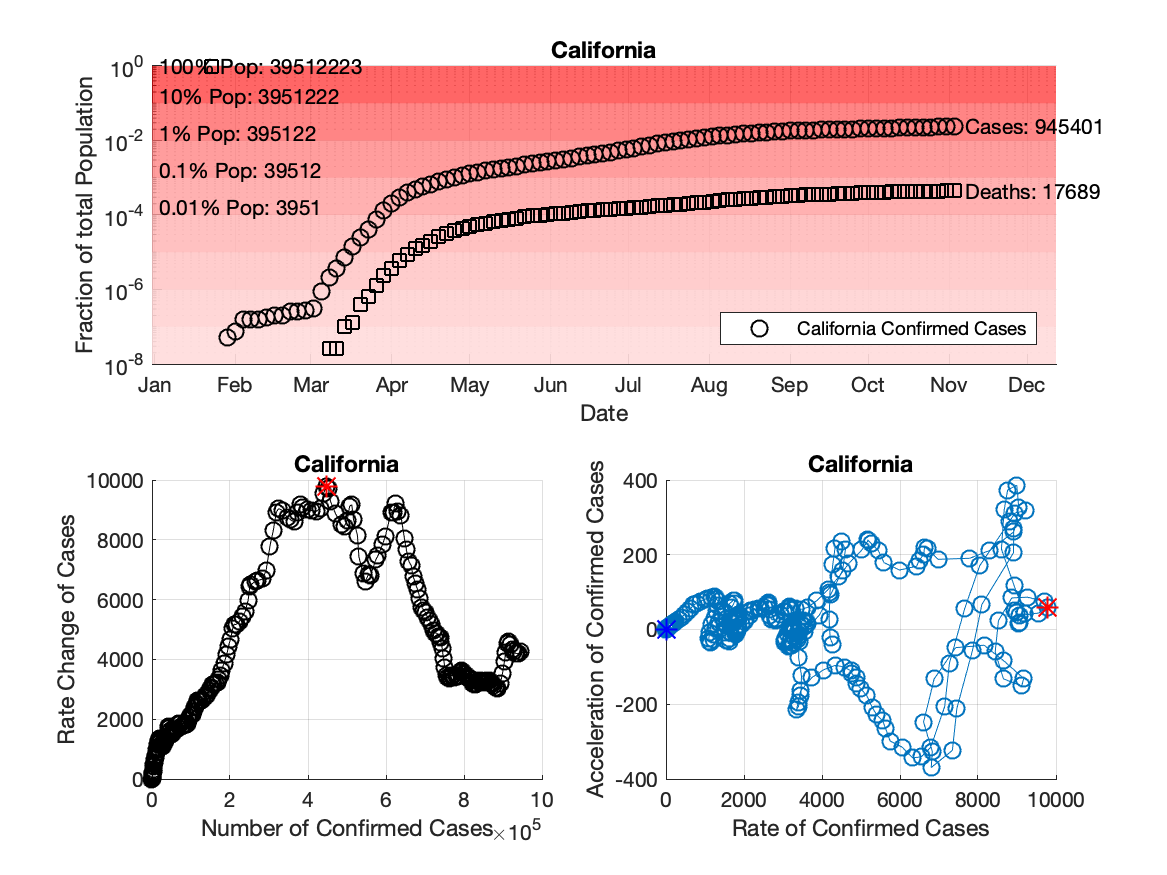 California
10^0
100% Pop: 39512223
10% Pop: 3951222
10^-2
1% Pop: 395122
Cases: 945401
0.1% Pop: 39512
Deaths: 17689
10^-4
0.01% Pop: 3951
10^-6
10^-8
Fraction of total Population
California Confirmed Cases
Jan Feb Mar Apr May Jun Jul Aug Sep Oct Nov Dec
Date
California
10000
8000
6000
4000
2000
0
Rate Change of Cases
0 2 4 6 8 10
Number of Confirmed Cases ×10^5
California
400
200
0
-200
-400
Acceleration of Confirmed Cases
0 2000 4000 6000 8000 10000
Rate of Confirmed Cases